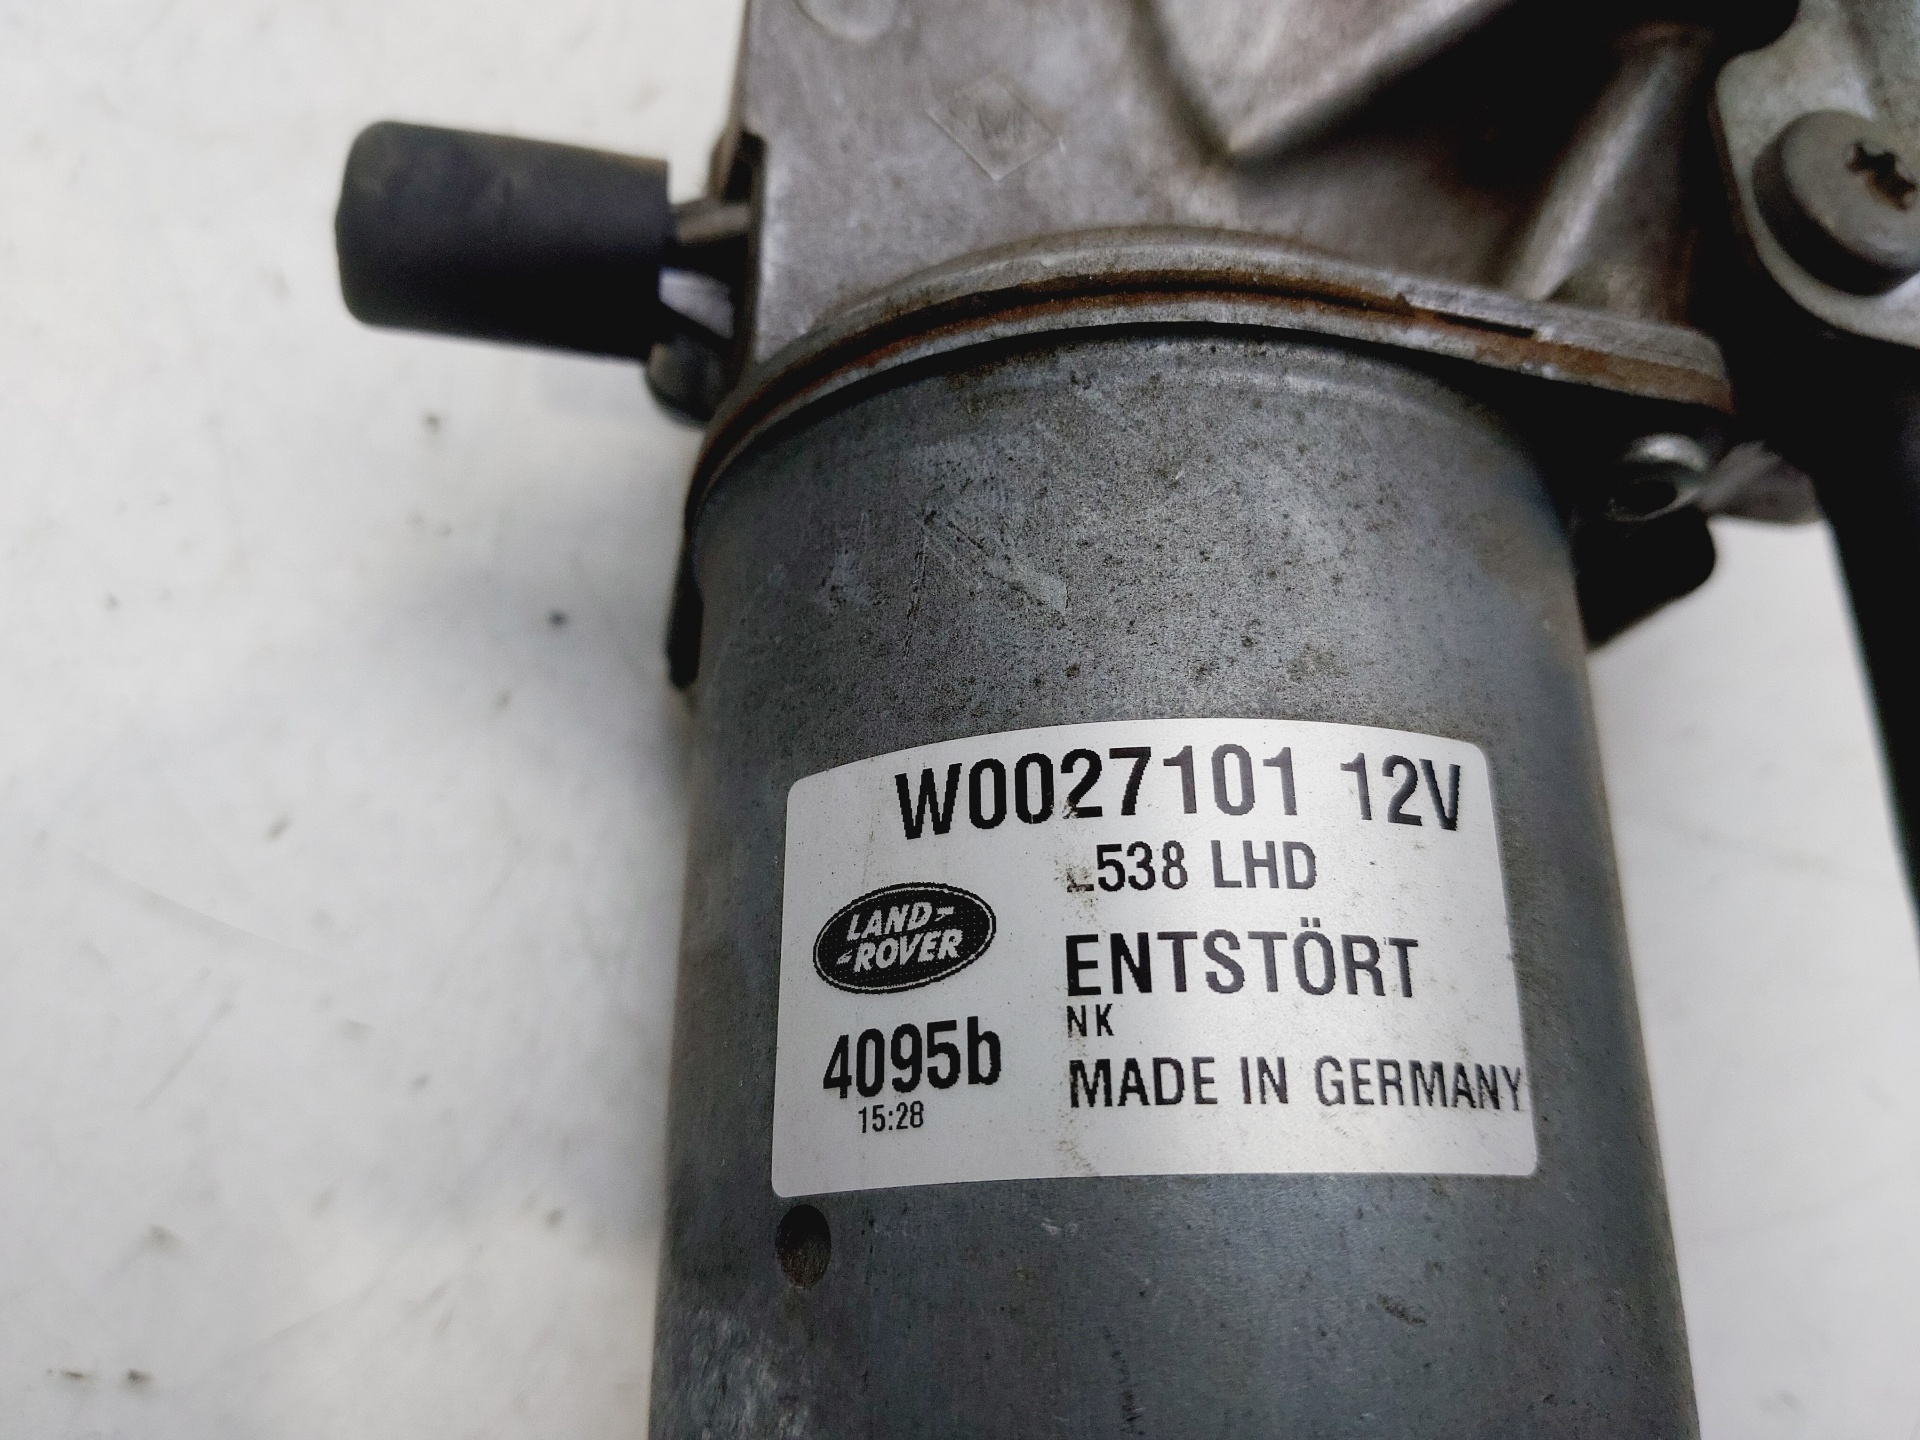 W0027101 12V
L538 LHD
LAND-
-ROVER
ENTSTÖRT
NK
4095b
MADE IN GERMANY
15:28